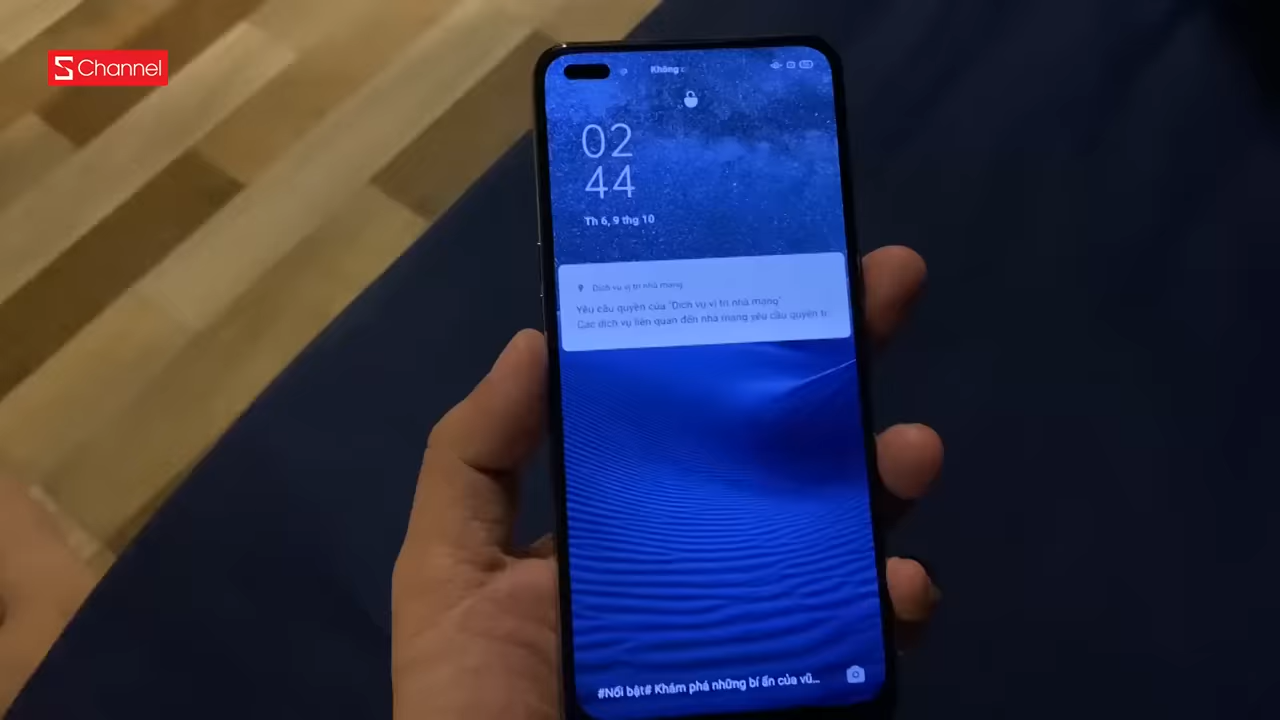 S Channel
Không
02
44
Th 6, 9 thg 10
Dịch vụ vị trí nhà mạng
Yêu cầu quyền của "Dịch vụ vị trí nhà mạng"
Các dịch vụ liên quan đến nhà mạng yêu cầu quyền
#Nổi bật# Khám phá những bí ẩn của vũ...